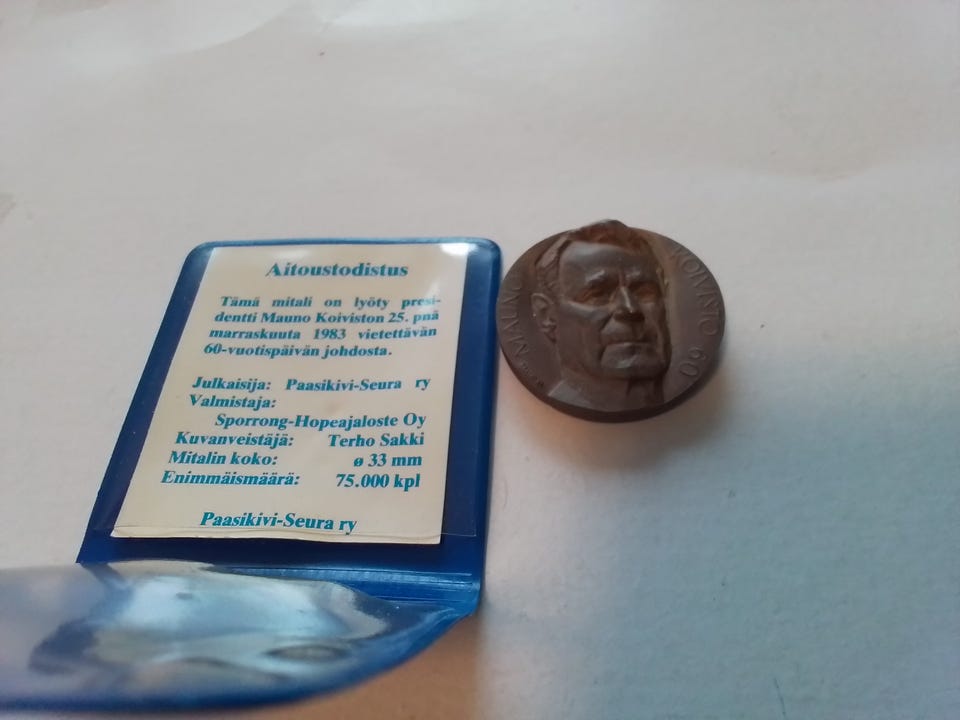 Aitoustodistus
Tämä mitali on lyöty presi-
dentti Mauno Koiviston 25. pnä
marraskuuta 1983 vietettävän
60-vuotispäivän johdosta.
Julkaisija: Paasikivi-Seura ry
Valmistaja:
Sporrong-Hopeajaloste Oy
Kuvanveistäjä: Terho Sakki
Mitalin koko: ø 33 mm
Enimmäismäärä: 75.000 kpl
Paasikivi-Seura ry
MAUNO KOIVISTO 60